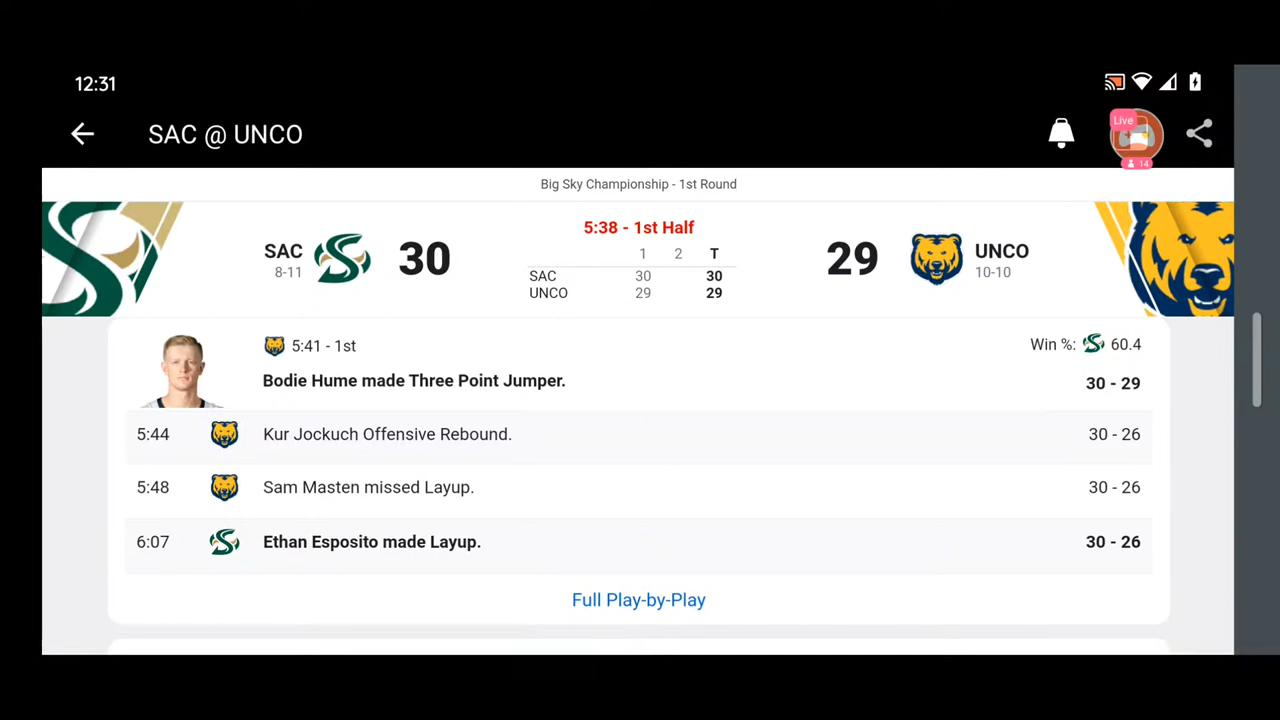 12:31
SAC @ UNCO
Live
14
Big Sky Championship - 1st Round
5:38 - 1st Half
SAC 30 29 UNCO
8-11 10-10
1 2 T
SAC 30 30
UNCO 29 29
5:41 - 1st Win %: 60.4
Bodie Hume made Three Point Jumper. 30 - 29
5:44 Kur Jockuch Offensive Rebound. 30 - 26
5:48 Sam Masten missed Layup. 30 - 26
6:07 Ethan Esposito made Layup. 30 - 26
Full Play-by-Play